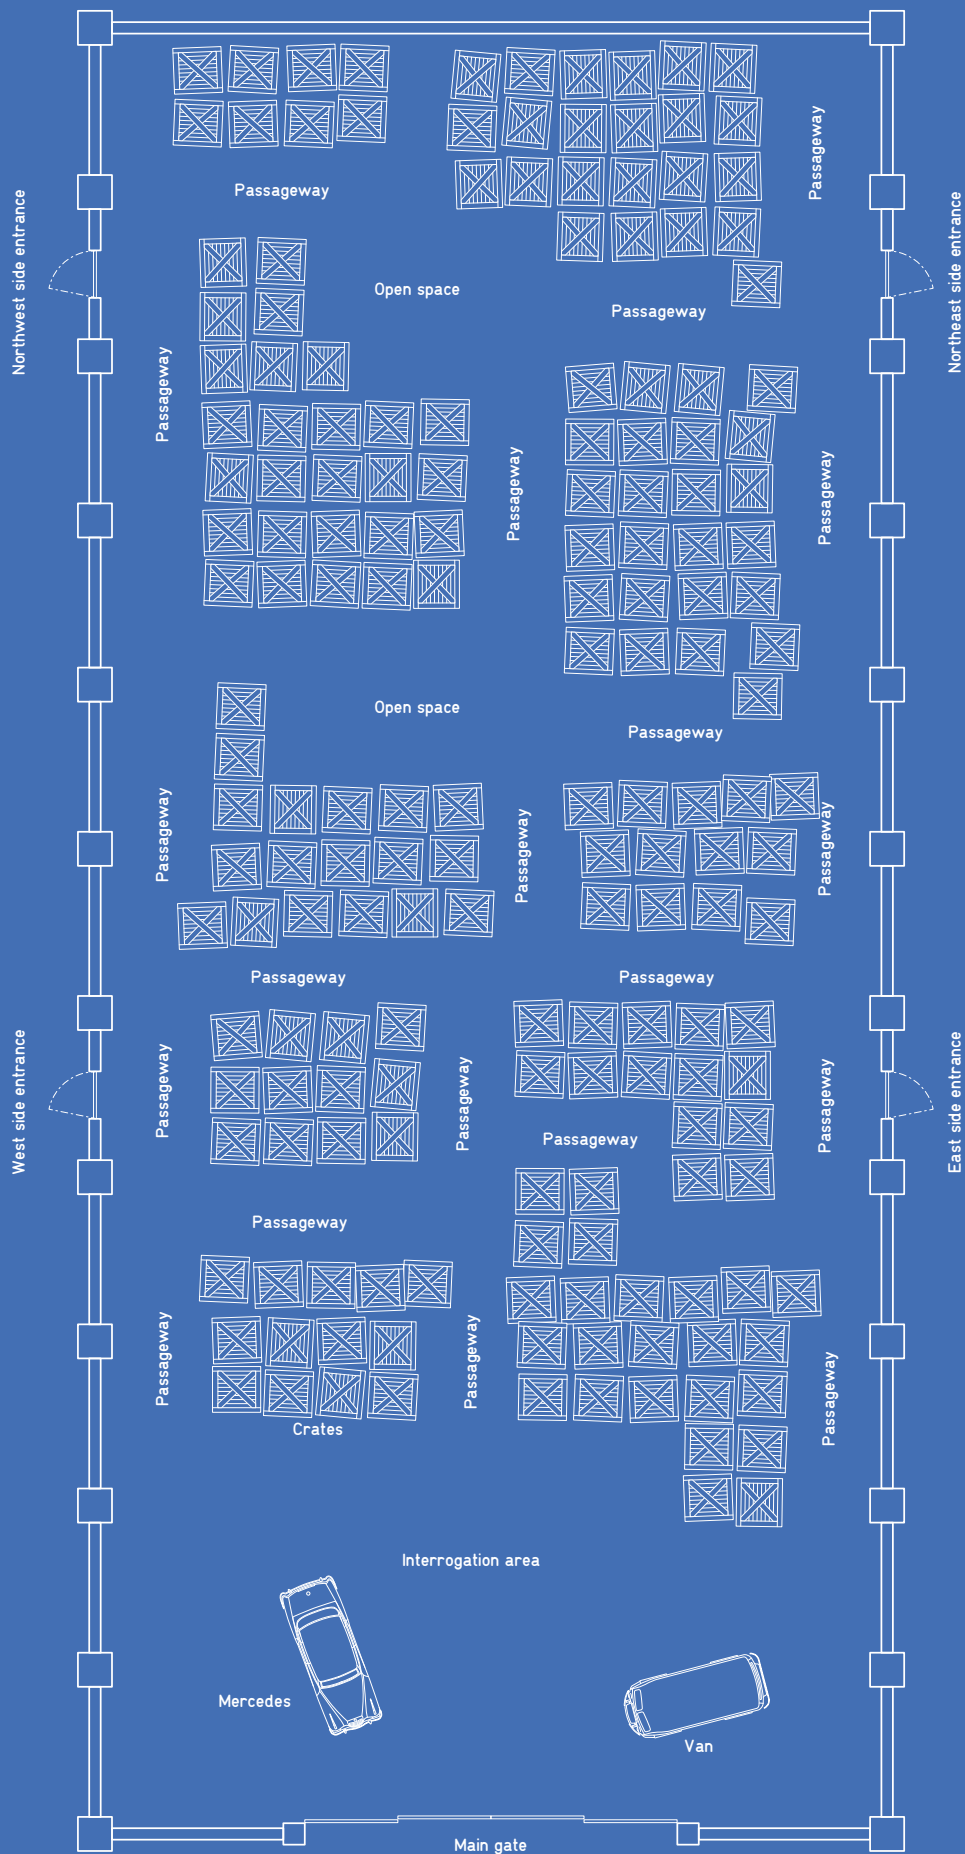 Passageway
Passageway
Northwest side entrance
Northeast side entrance
Open space
Passageway
Passageway
Passageway
Passageway
Open space
Passageway
Passageway
Passageway
Passageway
Passageway
Passageway
West side entrance
East side entrance
Passageway
Passageway
Passageway
Passageway
Passageway
Passageway
Passageway
Passageway
Crates
Interrogation area
Mercedes
Van
Main gate